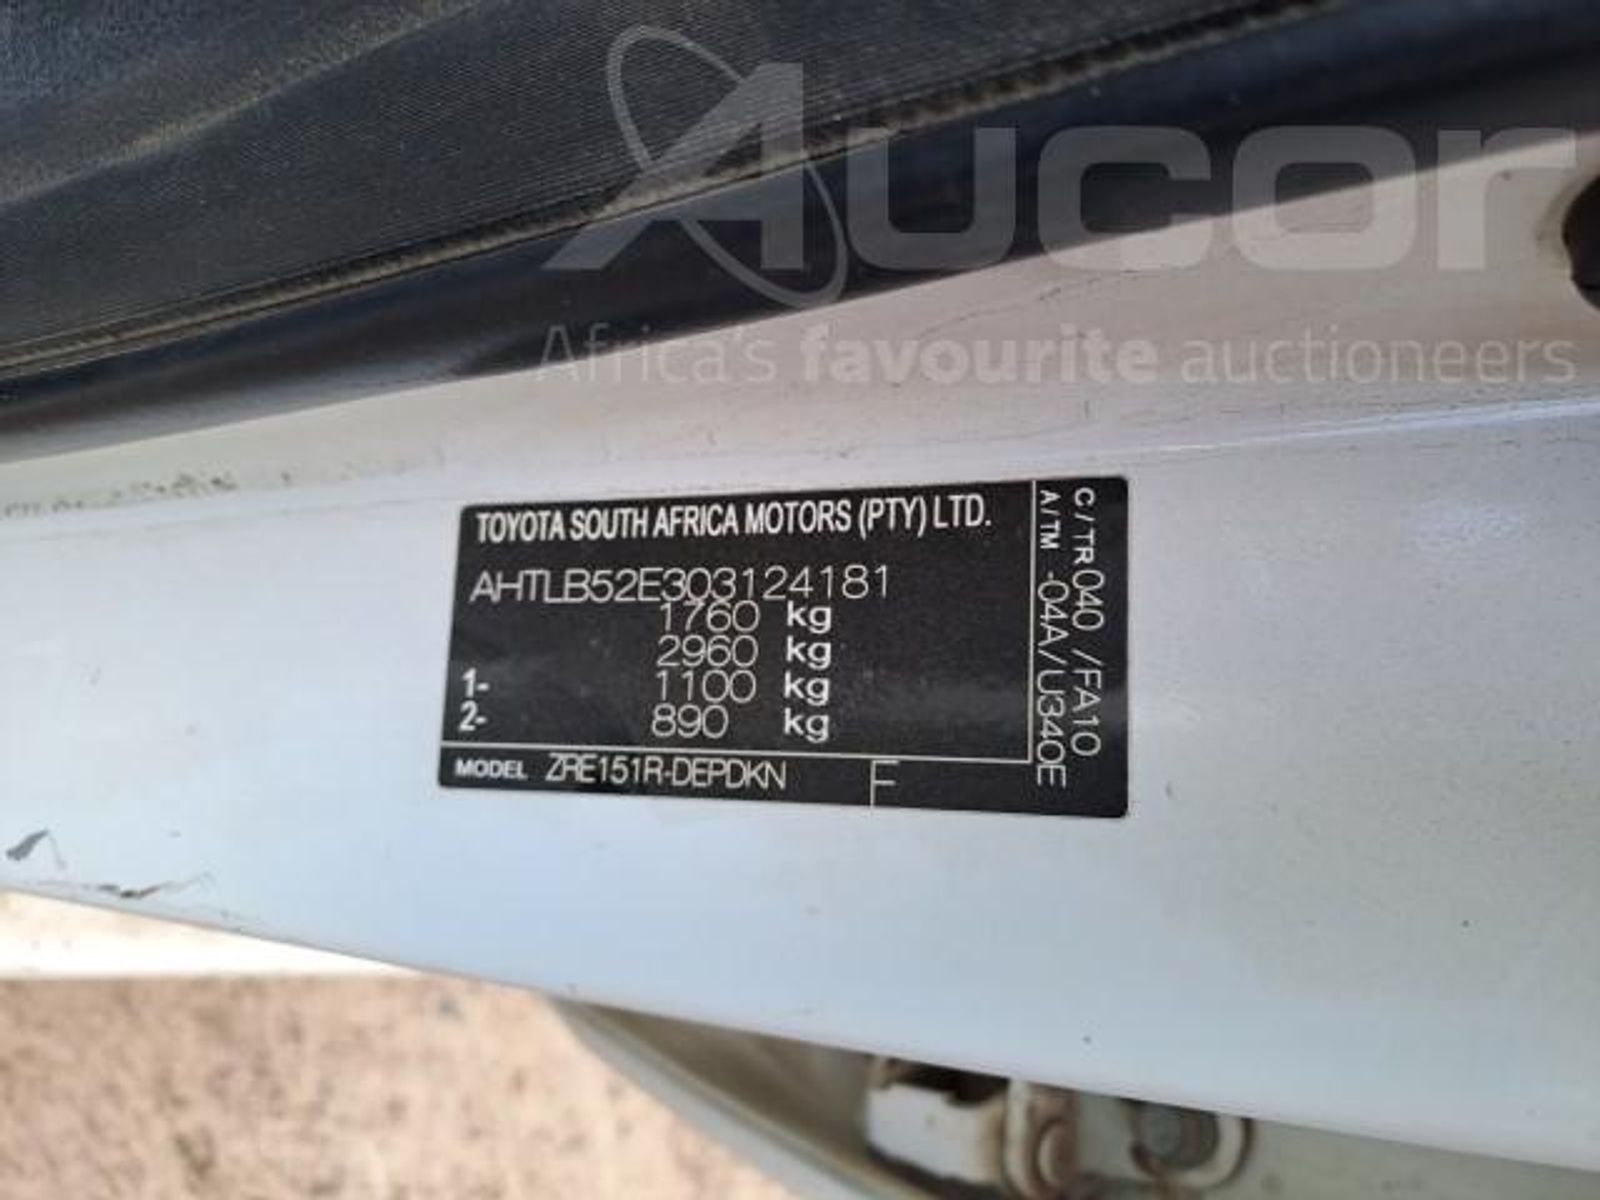 Aucor
Africa's favourite auctioneers
TOYOTA SOUTH AFRICA MOTORS (PTY) LTD.
AHTLB52E303124181
1760 kg
2960 kg
1- 1100 kg
2- 890 kg
MODEL ZRE151R-DEPDKN F
C/TR 040 /FA10
A/TM -04A/U340E